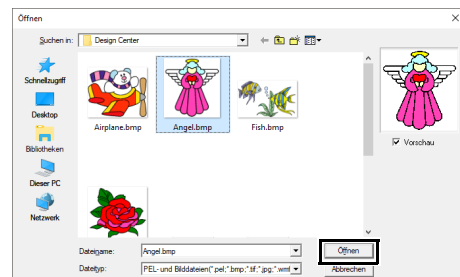 Öffnen
Suchen in: Design Center
Schnellzugriff
Desktop
Bibliotheken
Dieser PC
Netzwerk
Airplane.bmp Angel.bmp Fish.bmp
Vorschau
Dateiname: Angel.bmp Öffnen
Dateityp: PEL- und Bilddateien(*.pel;*.bmp;*.tif;*.jpg;*.wmf Abbrechen